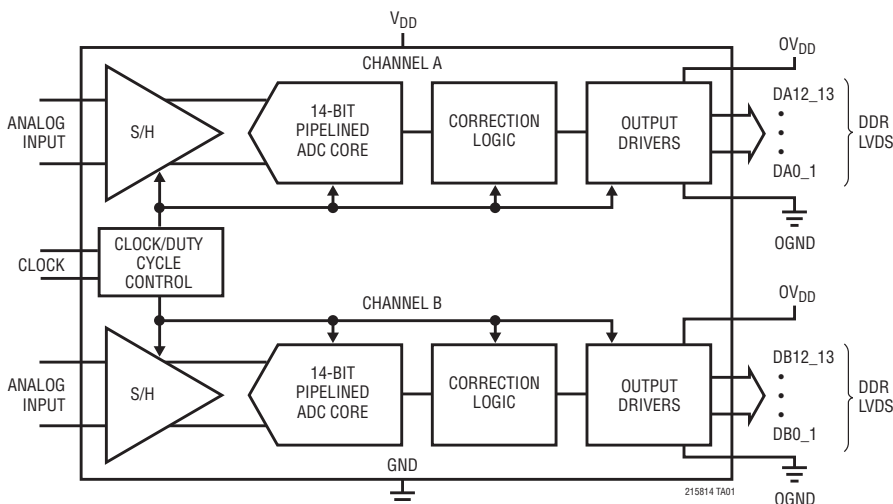 VDD
CHANNEL A
OVDD
ANALOG
INPUT
S/H
14-BIT
PIPELINED
ADC CORE
CORRECTION
LOGIC
OUTPUT
DRIVERS
DA12_13
•
•
•
DA0_1
DDR
LVDS
OGND
CLOCK
CLOCK/DUTY
CYCLE
CONTROL
CHANNEL B
OVDD
ANALOG
INPUT
S/H
14-BIT
PIPELINED
ADC CORE
CORRECTION
LOGIC
OUTPUT
DRIVERS
DB12_13
•
•
•
DB0_1
DDR
LVDS
GND
215814 TA01
OGND